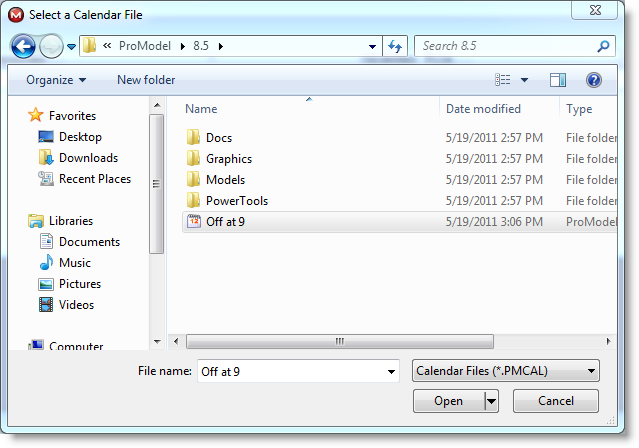 Select a Calendar File
« ProModel 8.5 Search 8.5
Organize New folder
Name Date modified Type
Favorites
Desktop
Downloads
Recent Places
Libraries
Documents
Music
Pictures
Videos
Computer
Docs 5/19/2011 2:57 PM File folder
Graphics 5/19/2011 2:57 PM File folder
Models 5/19/2011 2:57 PM File folder
PowerTools 5/19/2011 2:57 PM File folder
Off at 9 5/19/2011 3:06 PM ProModel
File name: Off at 9 Calendar Files (*.PMCAL)
Open Cancel